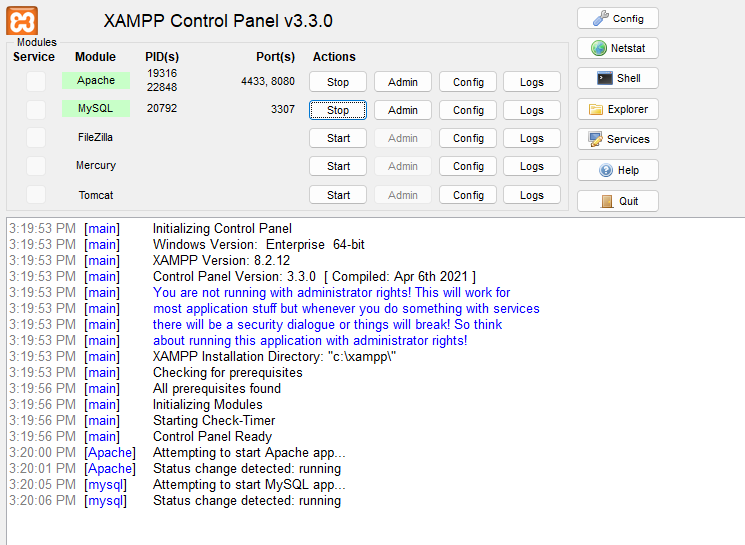 XAMPP Control Panel v3.3.0
Config
Modules
Service Module PID(s) Port(s) Actions
Netstat
Apache 19316 22848 4433, 8080 Stop Admin Config Logs
Shell
MySQL 20792 3307 Stop Admin Config Logs
Explorer
FileZilla Start Admin Config Logs
Services
Mercury Start Admin Config Logs
Help
Tomcat Start Admin Config Logs
Quit
3:19:53 PM [main] Initializing Control Panel
3:19:53 PM [main] Windows Version: Enterprise 64-bit
3:19:53 PM [main] XAMPP Version: 8.2.12
3:19:53 PM [main] Control Panel Version: 3.3.0 [ Compiled: Apr 6th 2021 ]
3:19:53 PM [main] You are not running with administrator rights! This will work for
3:19:53 PM [main] most application stuff but whenever you do something with services
3:19:53 PM [main] there will be a security dialogue or things will break! So think
3:19:53 PM [main] about running this application with administrator rights!
3:19:53 PM [main] XAMPP Installation Directory: "c:\xampp\"
3:19:53 PM [main] Checking for prerequisites
3:19:56 PM [main] All prerequisites found
3:19:56 PM [main] Initializing Modules
3:19:56 PM [main] Starting Check-Timer
3:19:56 PM [main] Control Panel Ready
3:20:00 PM [Apache] Attempting to start Apache app...
3:20:01 PM [Apache] Status change detected: running
3:20:05 PM [mysql] Attempting to start MySQL app...
3:20:06 PM [mysql] Status change detected: running